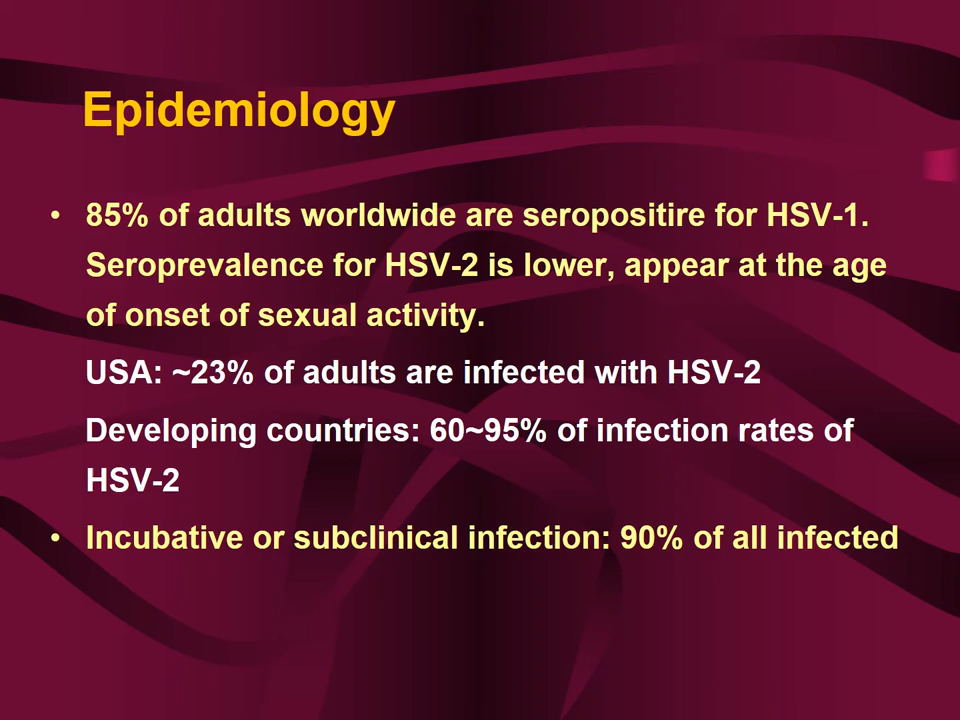 Epidemiology
• 85% of adults worldwide are seropositire for HSV-1.
Seroprevalence for HSV-2 is lower, appear at the age
of onset of sexual activity.
USA: ~23% of adults are infected with HSV-2
Developing countries: 60~95% of infection rates of
HSV-2
• Incubative or subclinical infection: 90% of all infected